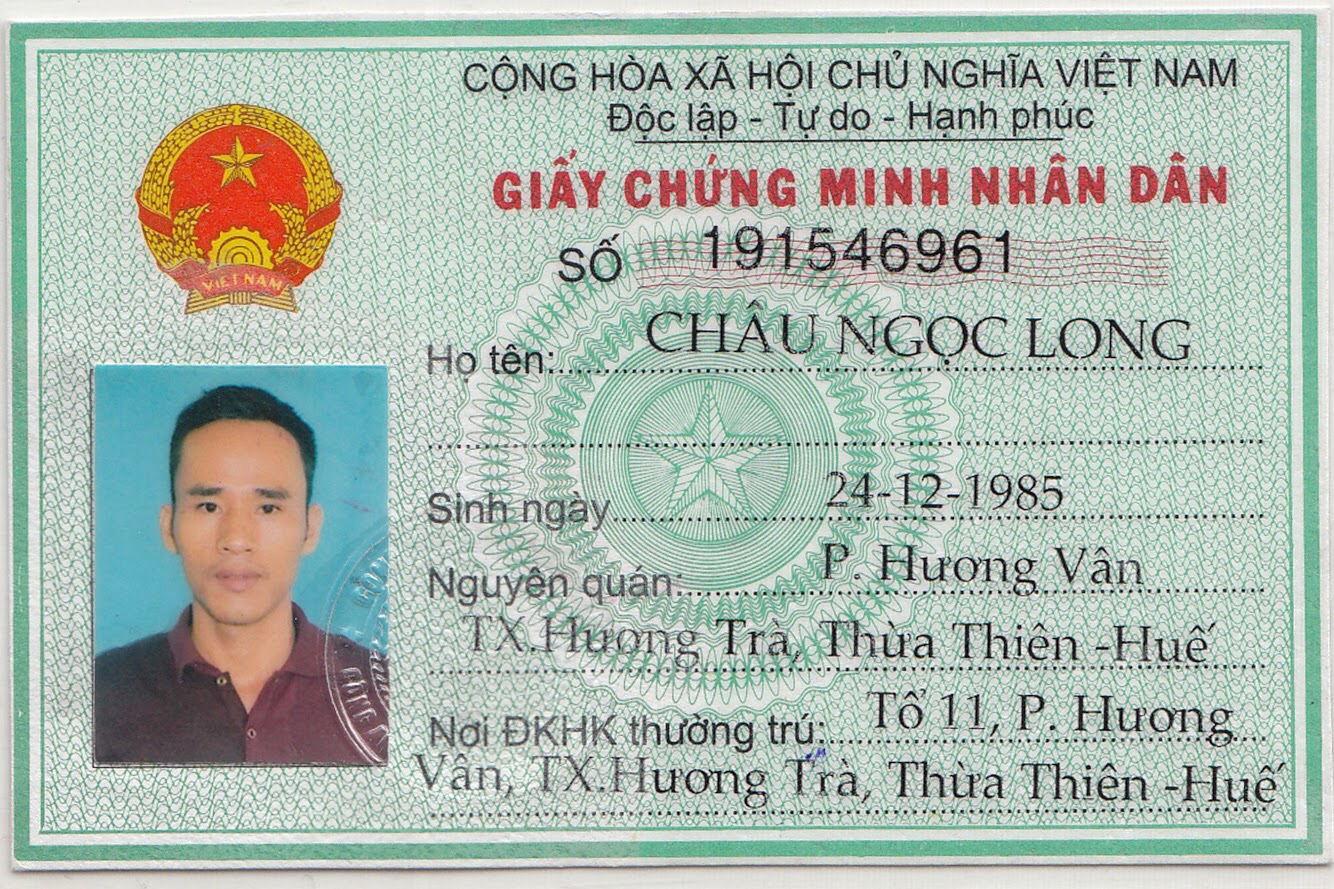 CỘNG HÒA XÃ HỘI CHỦ NGHĨA VIỆT NAM
Độc lập - Tự do - Hạnh phúc
GIẤY CHỨNG MINH NHÂN DÂN
SỐ 191546961
VIỆT NAM
Họ tên: CHÂU NGỌC LONG
Sinh ngày 24-12-1985
Nguyên quán: P. Hương Vân
TX.Hương Trà, Thừa Thiên -Huế
Nơi ĐKHK thường trú: Tổ 11, P. Hương
Vân, TX.Hương Trà, Thừa Thiên -Huế